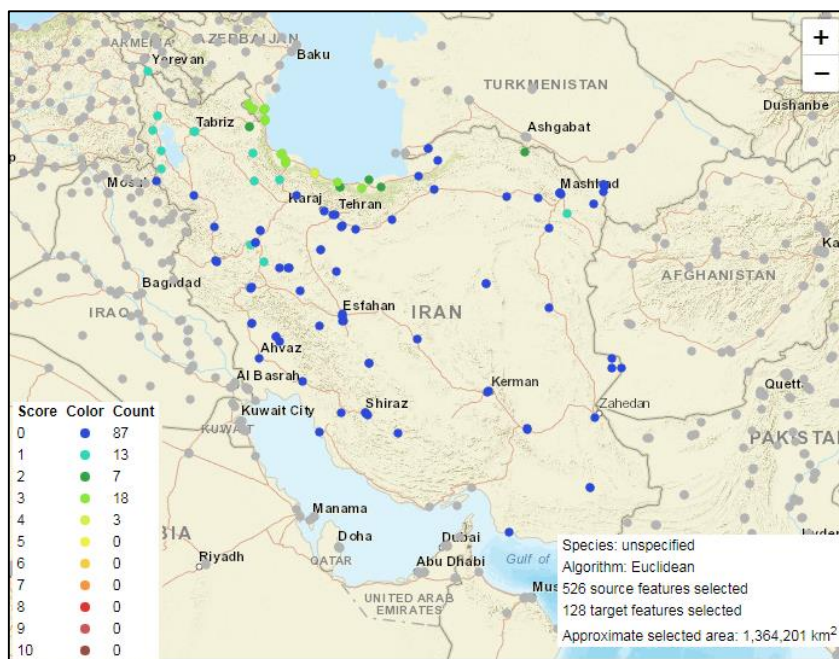 ARMENIA
AZERBAIJAN
Yerevan
Baku
+
−
TURKMENISTAN
Dushanbe
Tabriz
Ashgabat
Mashhad
Karaj
Tehran
Baghdad
AFGHANISTAN
IRAQ
Esfahan
IRAN
Ahvaz
Al Basrah
Kerman
Quetta
Kuwait City
Shiraz
Zahedan
KUWAIT
PAKISTAN
Manama
Doha
Dubai
Riyadh
QATAR
Abu Dhabi
Gulf of
UNITED ARAB
EMIRATES
Score Color Count
0 87
1 13
2 7
3 18
4 3
5 0
6 0
7 0
8 0
9 0
10 0
Species: unspecified
Algorithm: Euclidean
526 source features selected
128 target features selected
Approximate selected area: 1,364,201 km²